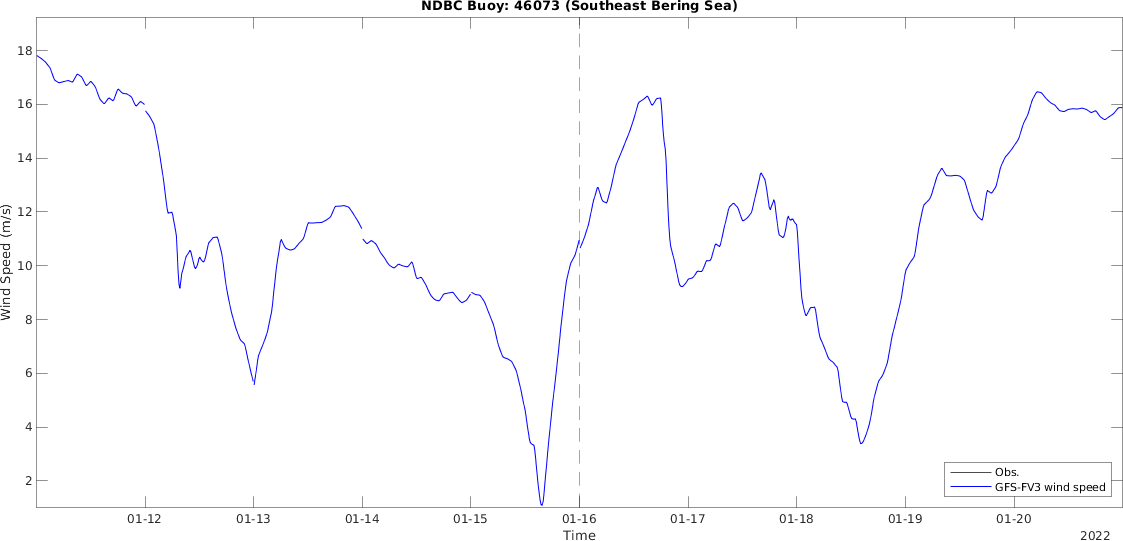 NDBC Buoy: 46073 (Southeast Bering Sea)
Wind Speed (m/s)
18
16
14
12
10
8
6
4
2
Obs.
GFS-FV3 wind speed
01-12 01-13 01-14 01-15 01-16 01-17 01-18 01-19 01-20
Time
2022